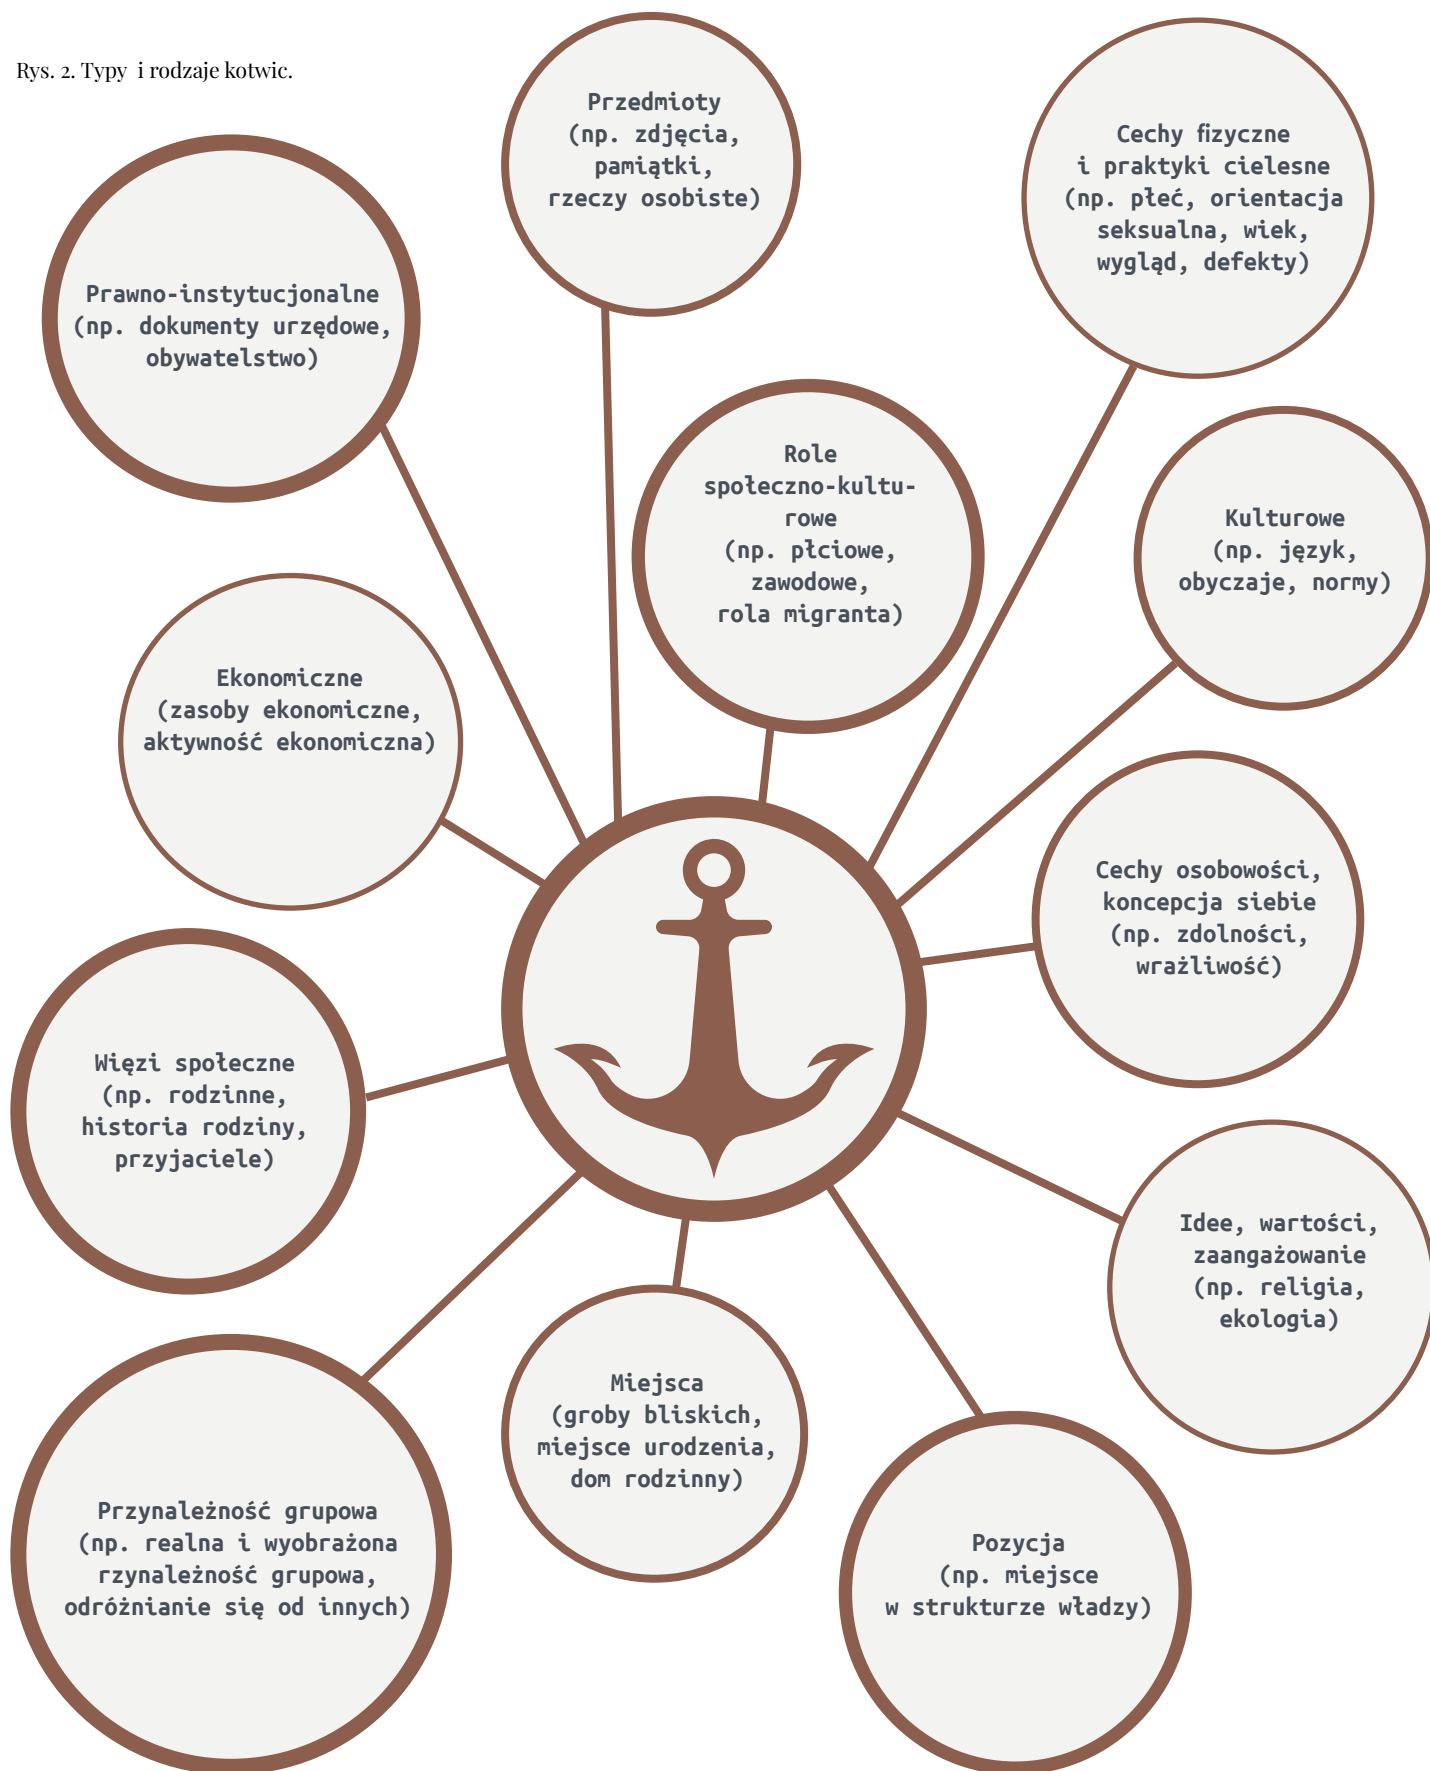 Rys. 2. Typy i rodzaje kotwic.
Przedmioty
(np. zdjęcia,
pamiątki,
rzeczy osobiste)
Cechy fizyczne
i praktyki cielesne
(np. płeć, orientacja
seksualna, wiek,
wygląd, defekty)
Prawno-instytucjonalne
(np. dokumenty urzędowe,
obywatelstwo)
Role
społeczno-kultu-
rowe
(np. płciowe,
zawodowe,
rola migranta)
Kulturowe
(np. język,
obyczaje, normy)
Ekonomiczne
(zasoby ekonomiczne,
aktywność ekonomiczna)
Cechy osobowości,
koncepcja siebie
(np. zdolności,
wrażliwość)
Więzi społeczne
(np. rodzinne,
historia rodziny,
przyjaciele)
Idee, wartości,
zaangażowanie
(np. religia,
ekologia)
Miejsca
(groby bliskich,
miejsce urodzenia,
dom rodzinny)
Przynależność grupowa
(np. realna i wyobrażona
rzynależność grupowa,
odróżnianie się od innych)
Pozycja
(np. miejsce
w strukturze władzy)